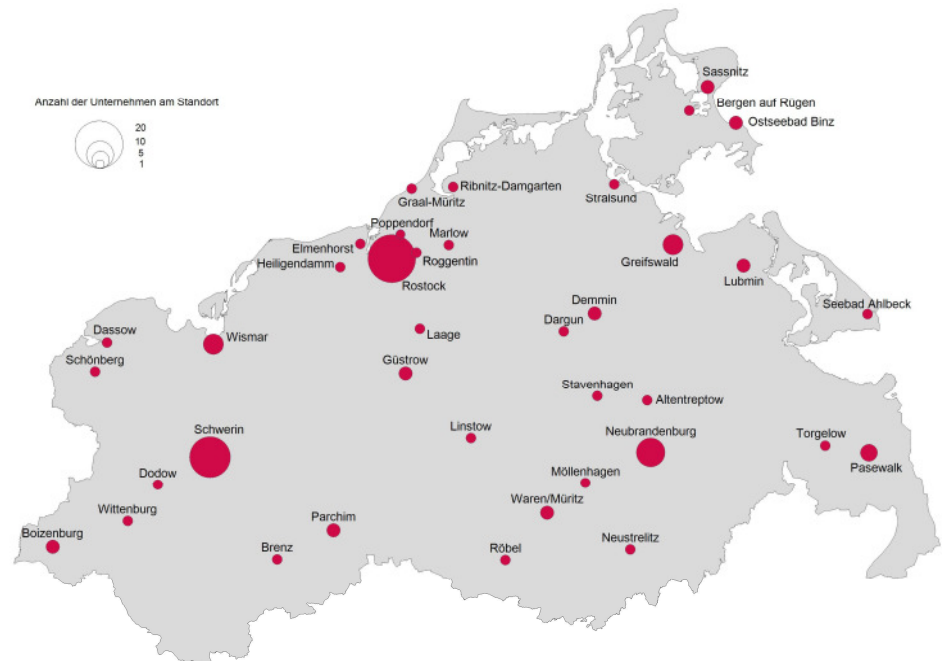 Anzahl der Unternehmen am Standort
20
10
5
1
Sassnitz
Bergen auf Rügen
Ostseebad Binz
Ribnitz-Damgarten
Graal-Müritz
Stralsund
Poppendorf
Marlow
Elmenhorst
Roggentin
Heiligendamm
Rostock
Greifswald
Lubmin
Seebad Ahlbeck
Demmin
Dargun
Dassow
Wismar
Laage
Schönberg
Güstrow
Stavenhagen
Altentreptow
Linstow
Neubrandenburg
Torgelow
Pasewalk
Schwerin
Dodow
Möllenhagen
Waren/Müritz
Wittenburg
Parchim
Boizenburg
Brenz
Röbel
Neustrelitz